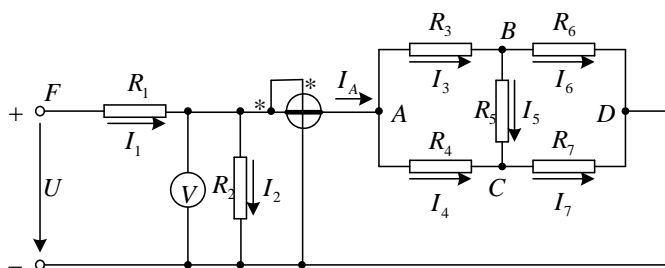 R3 B R6
F R1 * * IA I3 I6
+ I1 A R5 I5 D
U V R2 I2 R4 R7
I4 C I7
−